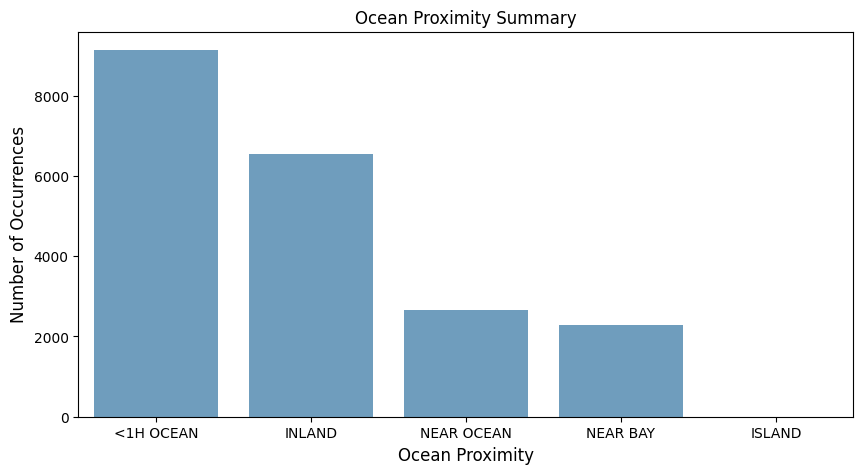 Ocean Proximity Summary
Number of Occurrences
8000
6000
4000
2000
0
<1H OCEAN
INLAND
NEAR OCEAN
NEAR BAY
ISLAND
Ocean Proximity